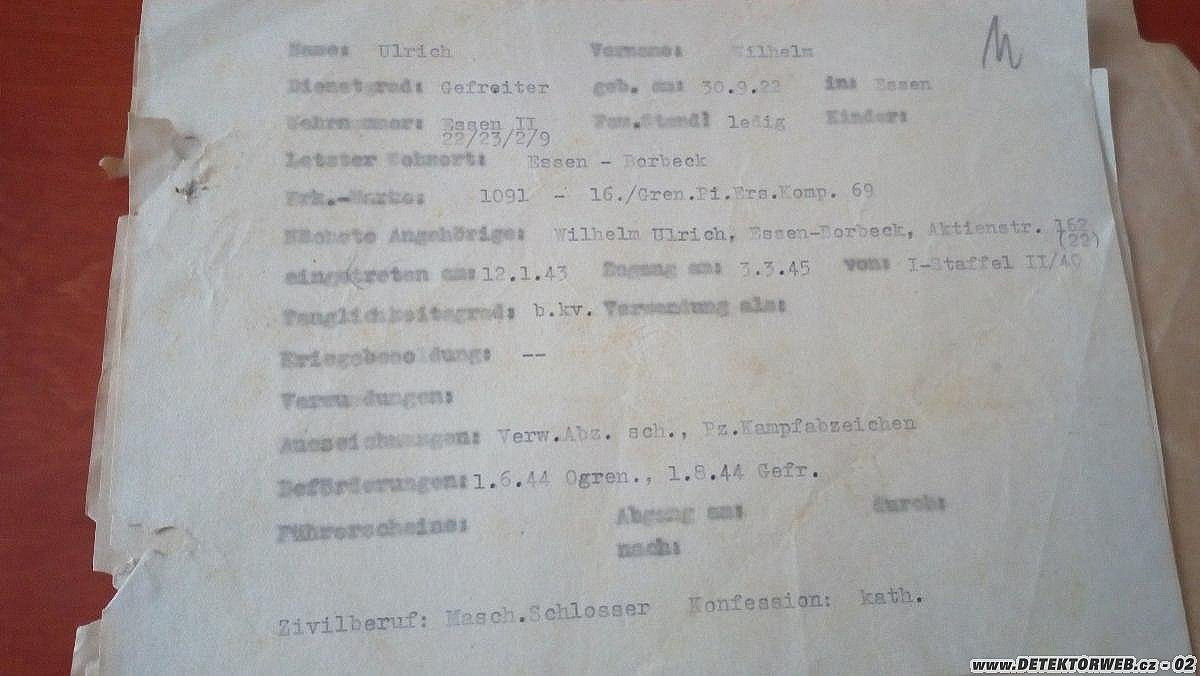 Name: Ulrich Vorname: Wilhelm
Dienstgrad: Gefreiter geb. am: 30.9.22 in: Essen
Wehrnummer: Essen II 22/23/2/9 Fam.Stand: ledig Kinder:
Letzter Wohnort: Essen - Borbeck
Erk.-Marke: 1091 - 16./Gren.Pi.Ers.Komp. 69
Nächste Angehörige: Wilhelm Ulrich, Essen-Borbeck, Aktienstr. 162 (22)
eingetreten am: 12.1.43 Zugang am: 3.3.45 von: I-Staffel II/40
Tauglichkeitsgrad: b.kv. Verwendung als:
Kriegsbesoldung: --
Verwundungen:
Auszeichnungen: Verw.Abz. sch., Pz.Kampfabzeichen
Beförderungen: 1.6.44 Ogren., 1.8.44 Gefr.
Führerscheine: Abgang am: durch:
nach:
Zivilberuf: Masch.Schlosser Konfession: kath.
www.DETEKTORWEB.cz - 02